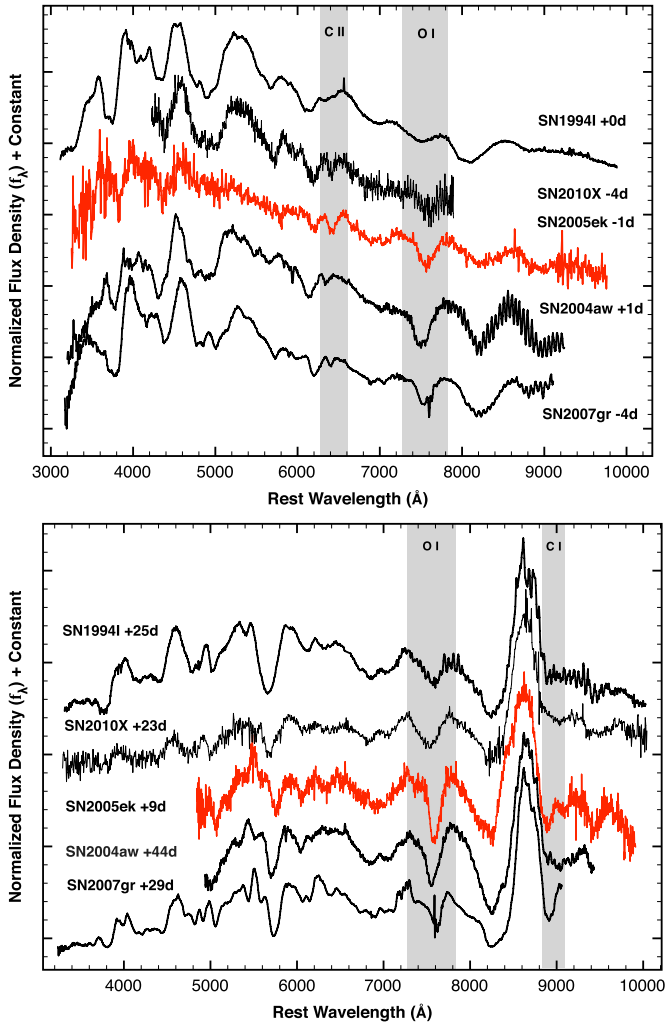 C II
O I
SN1994I +0d
SN2010X -4d
SN2005ek -1d
SN2004aw +1d
SN2007gr -4d
Normalized Flux Density (fλ) + Constant
3000 4000 5000 6000 7000 8000 9000 10000
Rest Wavelength (Å)
O I
C I
SN1994I +25d
SN2010X +23d
SN2005ek +9d
SN2004aw +44d
SN2007gr +29d
Normalized Flux Density (fλ) + Constant
4000 5000 6000 7000 8000 9000 10000
Rest Wavelength (Å)